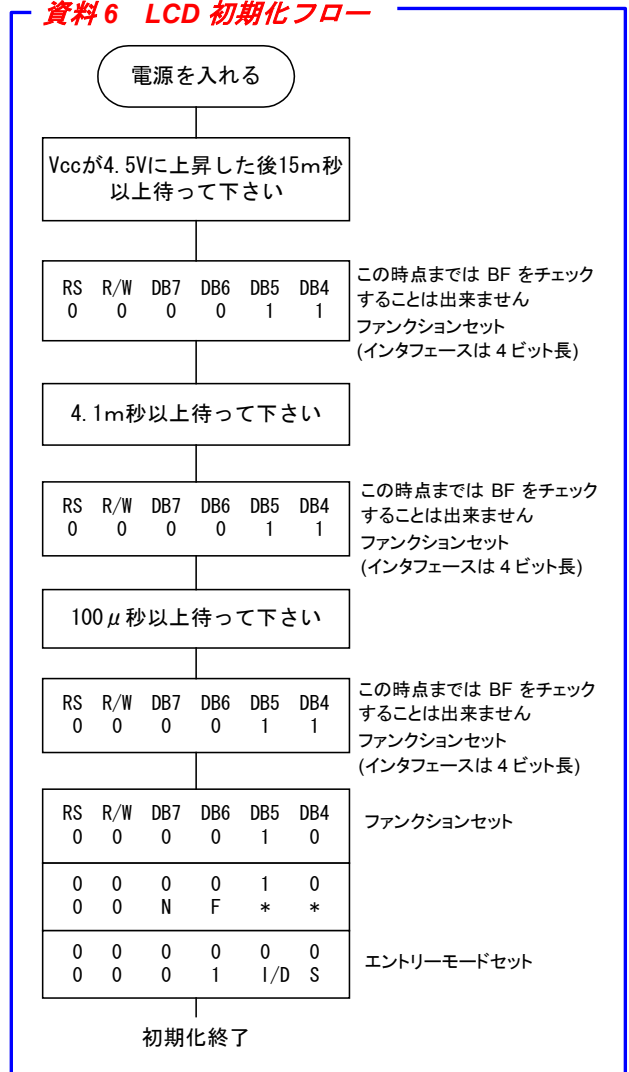 資料 6 LCD 初期化フロー
電源を入れる
Vccが4.5Vに上昇した後15m秒
以上待って下さい
RS R/W DB7 DB6 DB5 DB4
0 0 0 0 1 1
この時点までは BF をチェック
することは出来ません
ファンクションセット
(インタフェースは 4 ビット長)
4.1m秒以上待って下さい
RS R/W DB7 DB6 DB5 DB4
0 0 0 0 1 1
この時点までは BF をチェック
することは出来ません
ファンクションセット
(インタフェースは 4 ビット長)
100μ秒以上待って下さい
RS R/W DB7 DB6 DB5 DB4
0 0 0 0 1 1
この時点までは BF をチェック
することは出来ません
ファンクションセット
(インタフェースは 4 ビット長)
RS R/W DB7 DB6 DB5 DB4
0 0 0 0 1 0
ファンクションセット
0 0 0 0 1 0
0 0 N F * *
0 0 0 0 0 0
0 0 0 1 I/D S
エントリーモードセット
初期化終了